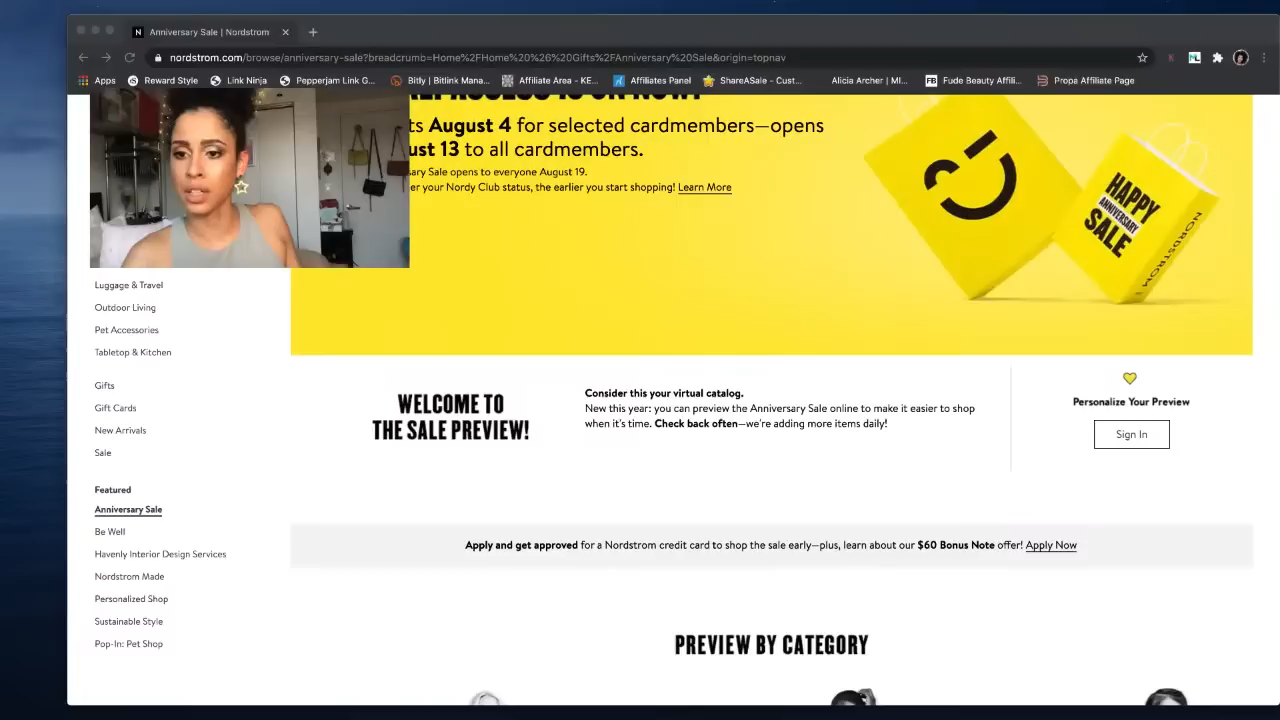 N Anniversary Sale | Nordstrom
nordstrom.com/browse/anniversary-sale?breadcrumb=Home%2FHome%20%26%20Gifts%2FAnniversary%20Sale&origin=topnav
Apps Reward Style Link Ninja Pepperjam Link G... Bitly | Bitlink Mana... Affiliate Area - KE... Affiliates Panel ShareASale - Cust... Alicia Archer | MI... FB Fude Beauty Affili... Propa Affiliate Page
IS ON NOW!
ts August 4 for selected cardmembers—opens
ust 13 to all cardmembers.
sary Sale opens to everyone August 19.
er your Nordy Club status, the earlier you start shopping! Learn More
HAPPY
ANNIVERSARY
SALE
NORDSTROM
Luggage & Travel
Outdoor Living
Pet Accessories
Tabletop & Kitchen
Gifts
Gift Cards
New Arrivals
Sale
Featured
Anniversary Sale
Be Well
Havenly Interior Design Services
Nordstrom Made
Personalized Shop
Sustainable Style
Pop-In: Pet Shop
WELCOME TO
THE SALE PREVIEW!
Consider this your virtual catalog.
New this year: you can preview the Anniversary Sale online to make it easier to shop
when it's time. Check back often—we're adding more items daily!
Personalize Your Preview
Sign In
Apply and get approved for a Nordstrom credit card to shop the sale early—plus, learn about our $60 Bonus Note offer! Apply Now
PREVIEW BY CATEGORY